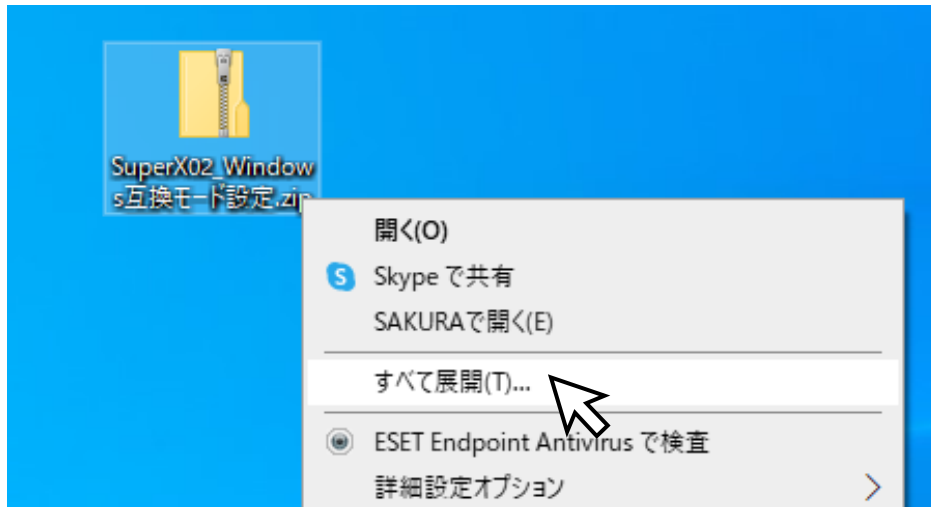 SuperX02_Window
s互換モード設定.zip
開く(O)
Skype で共有
SAKURAで開く(E)
すべて展開(T)...
ESET Endpoint Antivirus で検査
詳細設定オプション